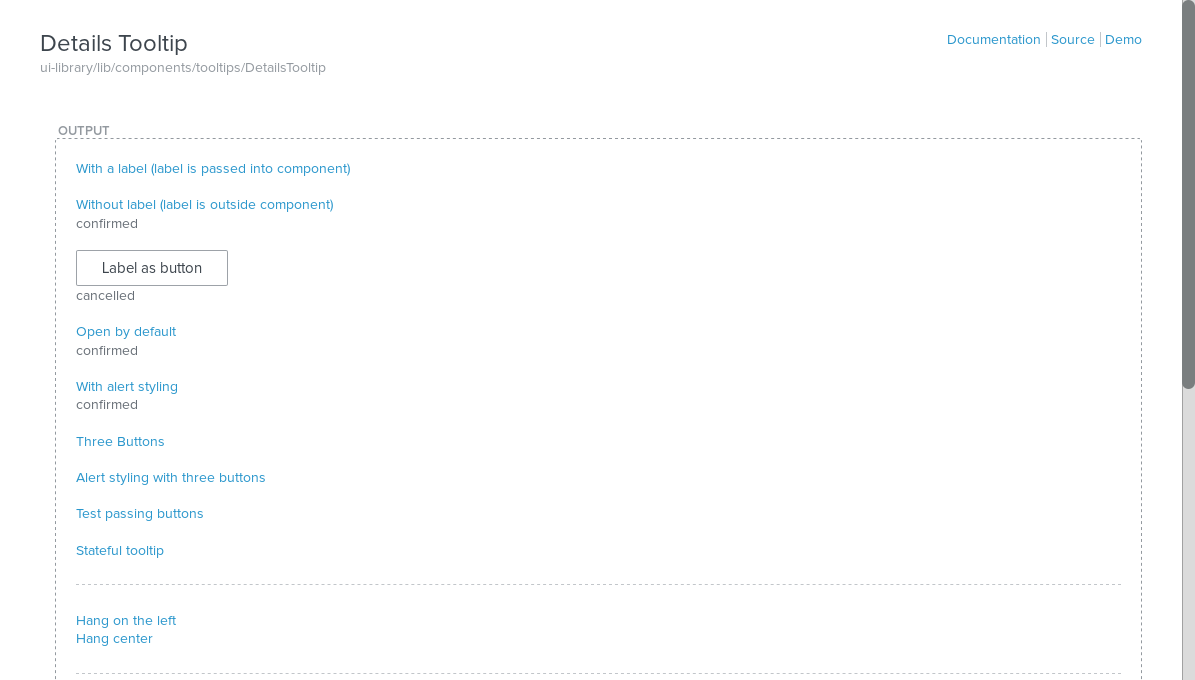 Details Tooltip
ui-library/lib/components/tooltips/DetailsTooltip
Documentation
Source
Demo
OUTPUT
With a label (label is passed into component)
Without label (label is outside component)
confirmed
Label as button
cancelled
Open by default
confirmed
With alert styling
confirmed
Three Buttons
Alert styling with three buttons
Test passing buttons
Stateful tooltip
Hang on the left
Hang center